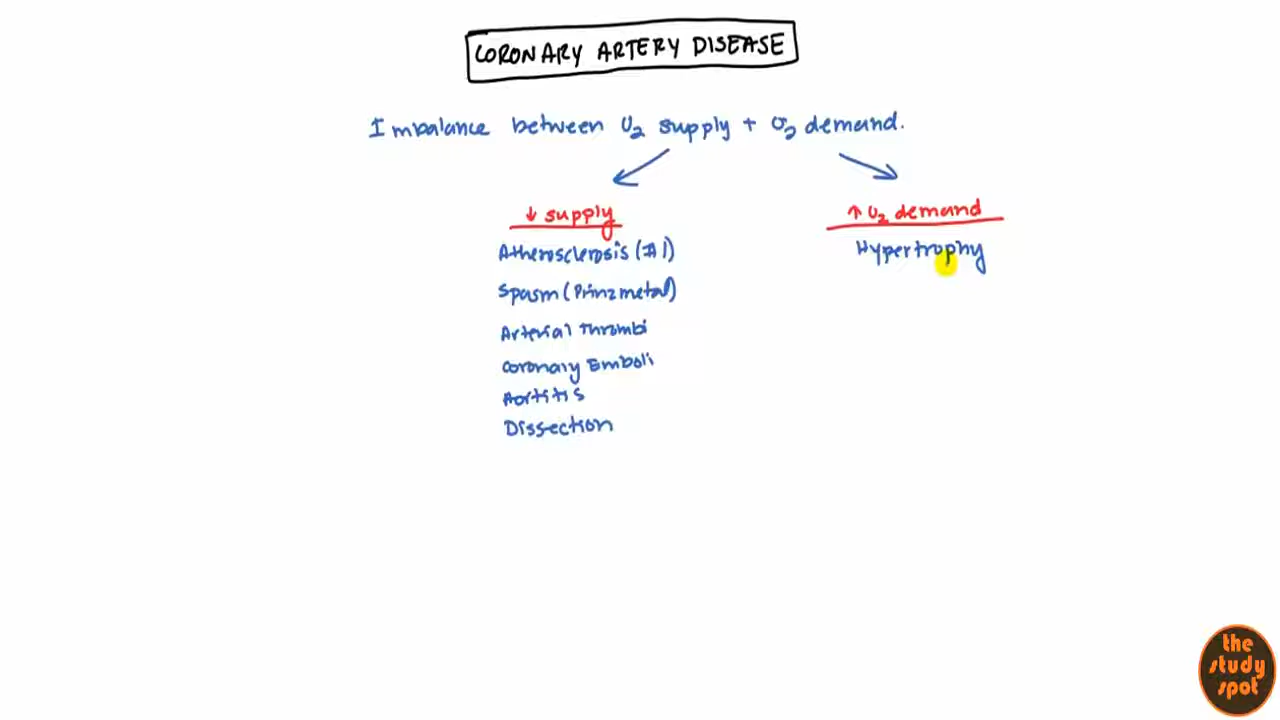 CORONARY ARTERY DISEASE
Imbalance between O2 supply + O2 demand.
↓ supply
Atherosclerosis (#1)
Spasm (Prinzmetal)
Arterial Thrombi
Coronary Emboli
Aortitis
Dissection
↑ O2 demand
Hypertrophy
the
study
spot